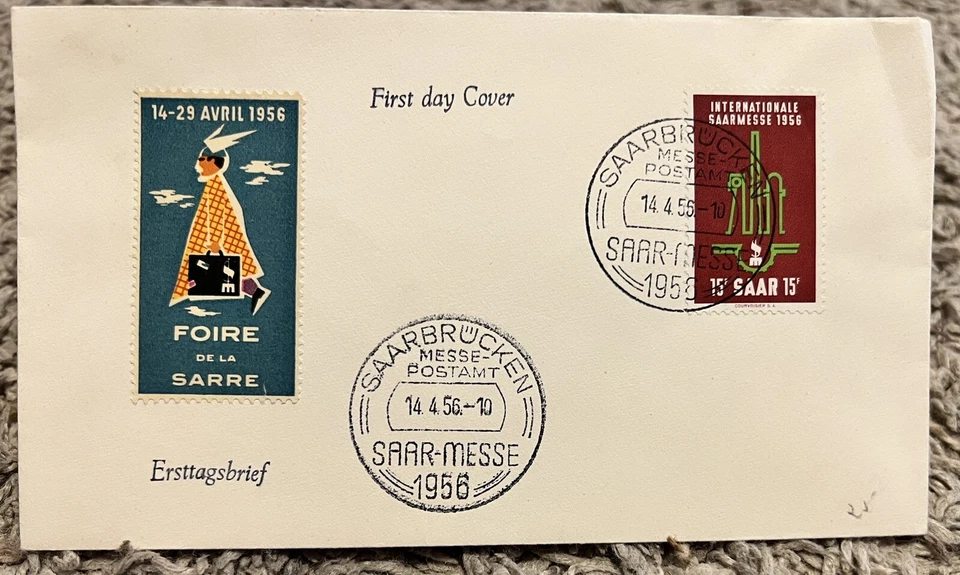 First day Cover
14-29 AVRIL 1956
FOIRE
DE LA
SARRE
Ersttagsbrief
SAARBRÜCKEN
MESSE-
POSTAMT
14.4.56.-10
SAAR-MESSE
1956
SAARBRÜCKEN
MESSE-
POSTAMT
14.4.56.-10
SAAR-MESSE
1956
INTERNATIONALE
SAARMESSE 1956
15F SAAR 15F
COURVOISIER S.A.